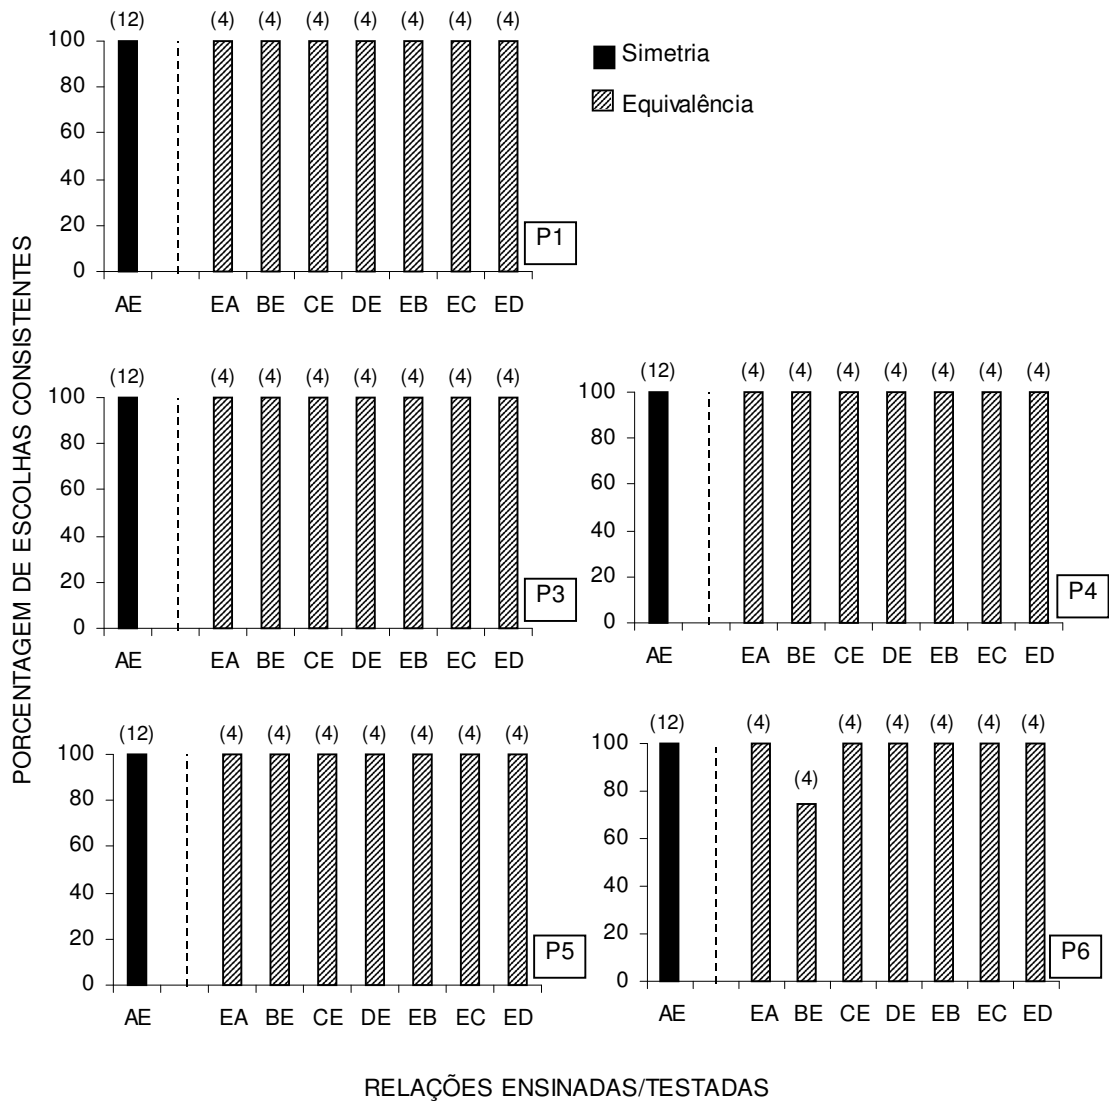 PORCENTAGEM DE ESCOLHAS CONSISTENTES
(12) (4) (4) (4) (4) (4) (4) (4)
100
80
60
40
20
0
AE EA BE CE DE EB EC ED
P1
Simetria
Equivalência
(12) (4) (4) (4) (4) (4) (4) (4)
100
80
60
40
20
0
AE EA BE CE DE EB EC ED
P3
(12) (4) (4) (4) (4) (4) (4) (4)
100
80
60
40
20
0
AE EA BE CE DE EB EC ED
P4
(12) (4) (4) (4) (4) (4) (4) (4)
100
80
60
40
20
0
AE EA BE CE DE EB EC ED
P5
(12) (4) (4) (4) (4) (4) (4) (4)
100
80
60
40
20
0
AE EA BE CE DE EB EC ED
P6
RELAÇÕES ENSINADAS/TESTADAS